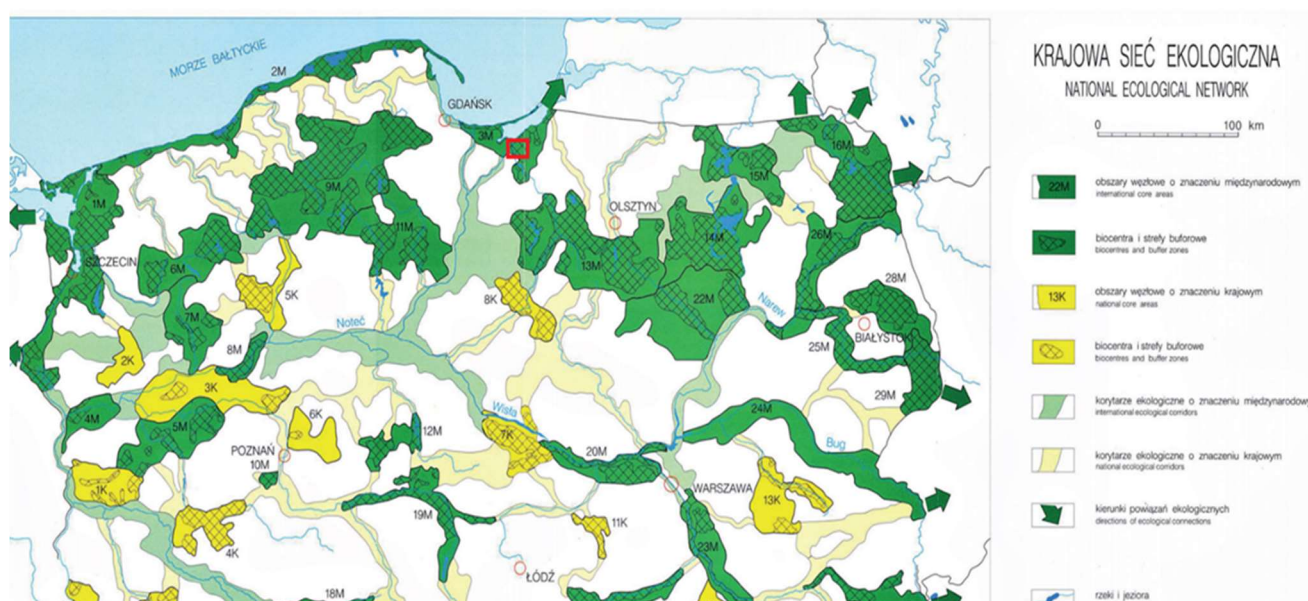 MORZE BAŁTYCKIE
2M
GDAŃSK
3M
16M
15M
1M
9M
OLSZTYN
11M
14M
26M
SZCZECIN
6M
13M
5K
8K
22M
Narew
28M
7M
Noteć
8M
25M
BIAŁYSTOK
2K
3K
29M
4M
6K
Wisła
24M
5M
12M
7K
Bug
POZNAŃ
10M
20M
WARSZAWA
1K
19M
11K
13K
4K
23M
ŁÓDŹ
18M
KRAJOWA SIEĆ EKOLOGICZNA
NATIONAL ECOLOGICAL NETWORK
0 100 km
22M obszary węzłowe o znaczeniu międzynarodowym
international core areas
biocentra i strefy buforowe
biocentres and buffer zones
13K obszary węzłowe o znaczeniu krajowym
national core areas
biocentra i strefy buforowe
biocentres and buffer zones
korytarze ekologiczne o znaczeniu międzynarodow
international ecological corridors
korytarze ekologiczne o znaczeniu krajowym
national ecological corridors
kierunki powiązań ekologicznych
directions of ecological connections
rzeki i jeziora